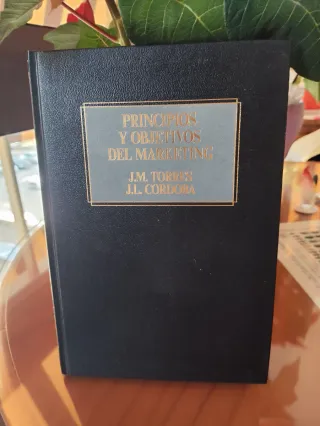 PRINCIPIOS
Y OBJETIVOS
DEL MARKETING
J.M. TORRES
J.L. CORDOBA